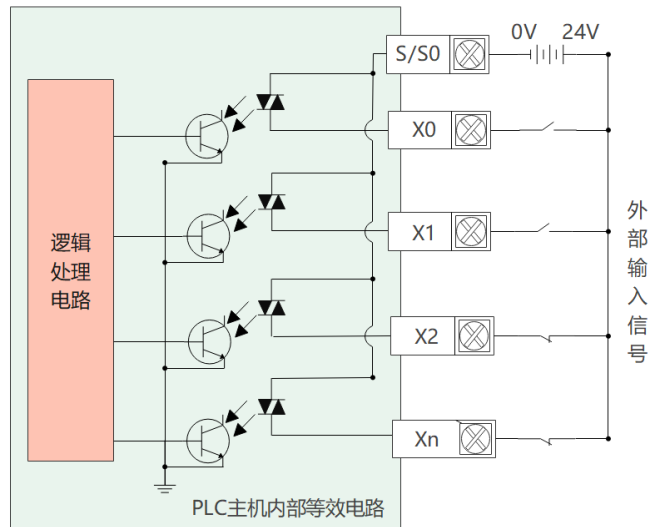 0V 24V
S/S0
X0
X1
X2
Xn
逻辑
处理
电路
外
部
输
入
信
号
PLC主机内部等效电路